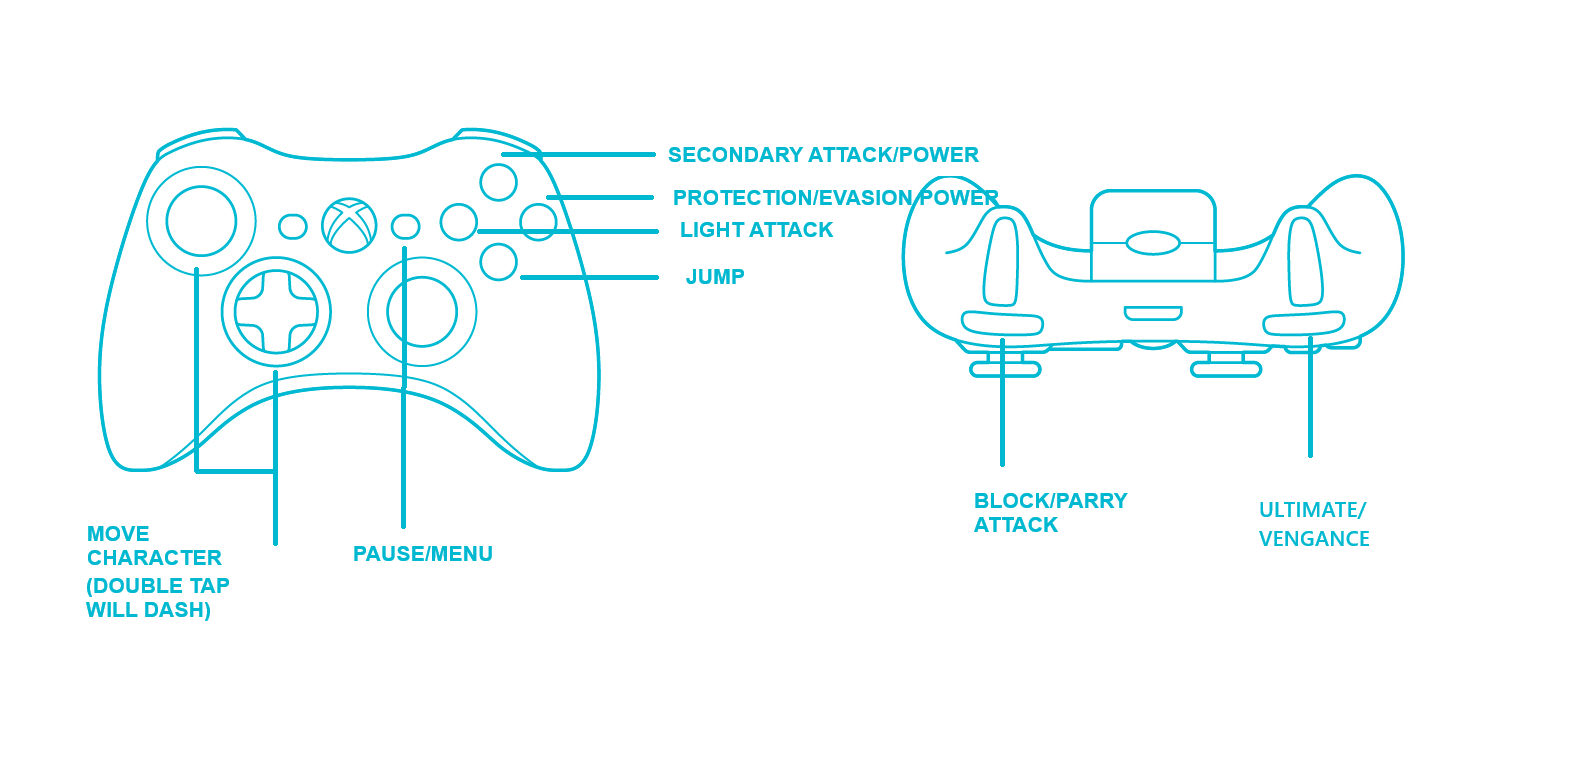 SECONDARY ATTACK/POWER
PROTECTION/EVASION POWER
LIGHT ATTACK
JUMP
MOVE
CHARACTER
(DOUBLE TAP
WILL DASH)
PAUSE/MENU
BLOCK/PARRY
ATTACK
ULTIMATE/
VENGANCE